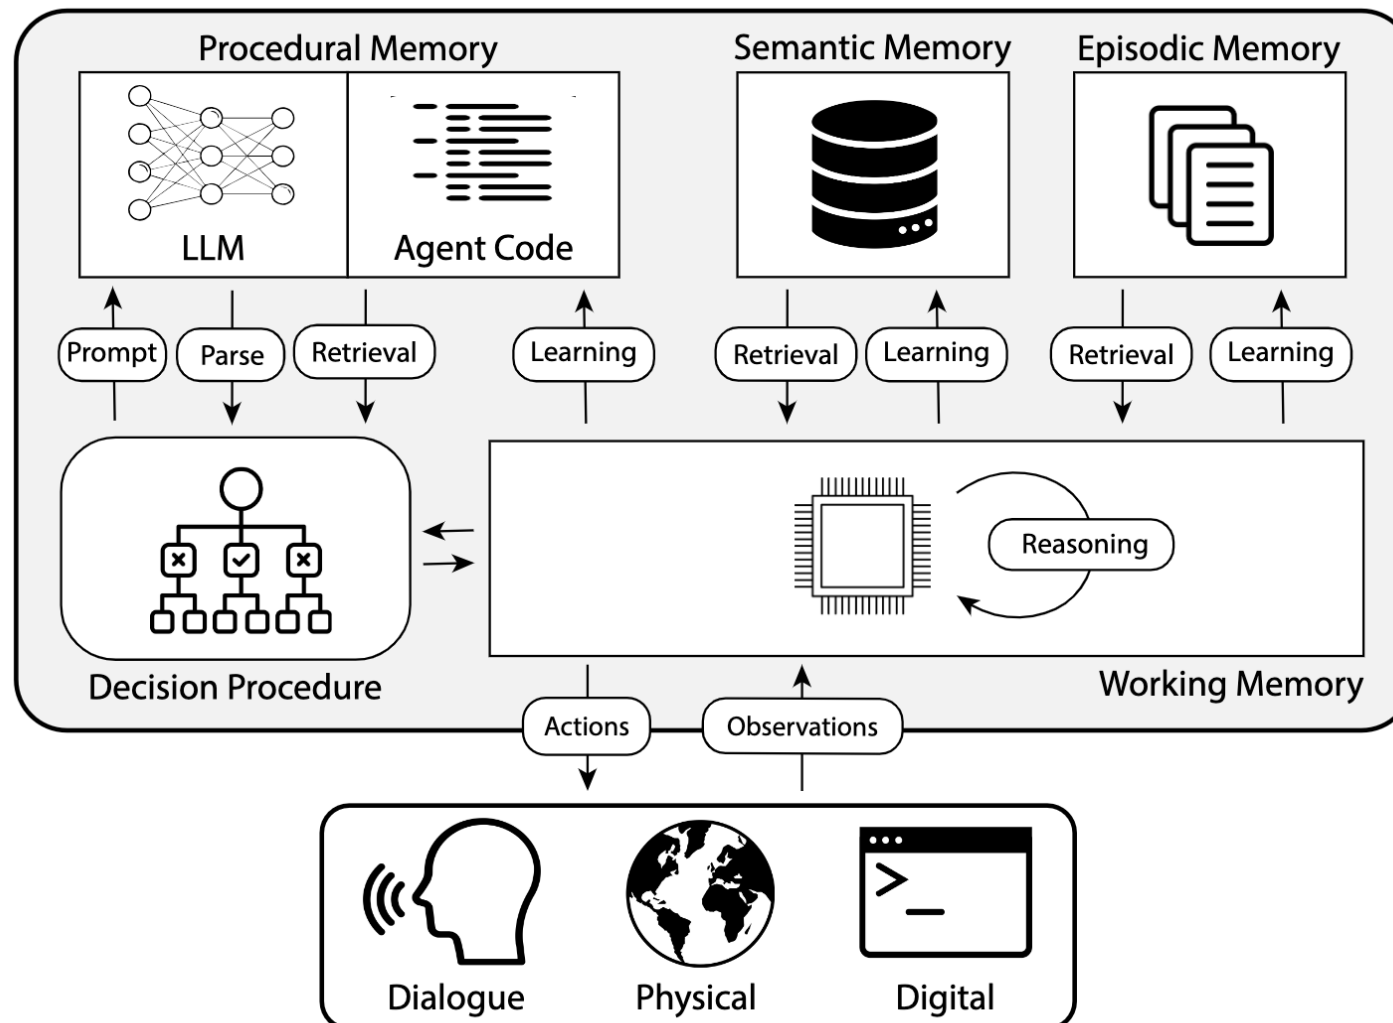 Procedural Memory
Semantic Memory
Episodic Memory
LLM
Agent Code
Prompt
Parse
Retrieval
Learning
Retrieval
Learning
Retrieval
Learning
Reasoning
Decision Procedure
Working Memory
Actions
Observations
>_
Dialogue
Physical
Digital